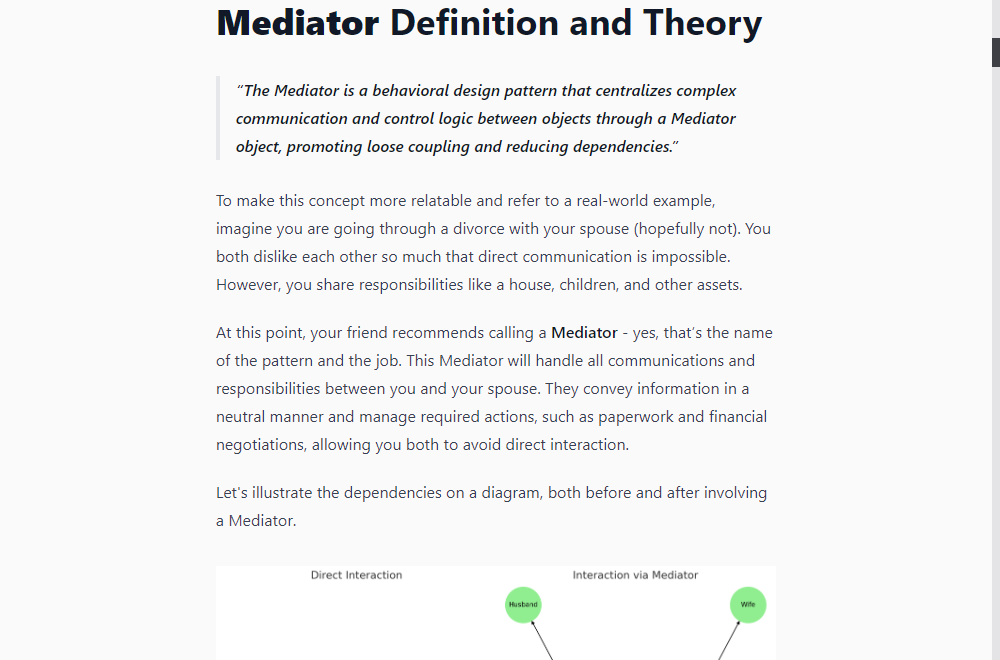 Mediator Definition and Theory
“The Mediator is a behavioral design pattern that centralizes complex
communication and control logic between objects through a Mediator
object, promoting loose coupling and reducing dependencies.”
To make this concept more relatable and refer to a real-world example,
imagine you are going through a divorce with your spouse (hopefully not). You
both dislike each other so much that direct communication is impossible.
However, you share responsibilities like a house, children, and other assets.
At this point, your friend recommends calling a Mediator - yes, that’s the name
of the pattern and the job. This Mediator will handle all communications and
responsibilities between you and your spouse. They convey information in a
neutral manner and manage required actions, such as paperwork and financial
negotiations, allowing you both to avoid direct interaction.
Let's illustrate the dependencies on a diagram, both before and after involving
a Mediator.
Direct Interaction
Interaction via Mediator
Husband
Wife